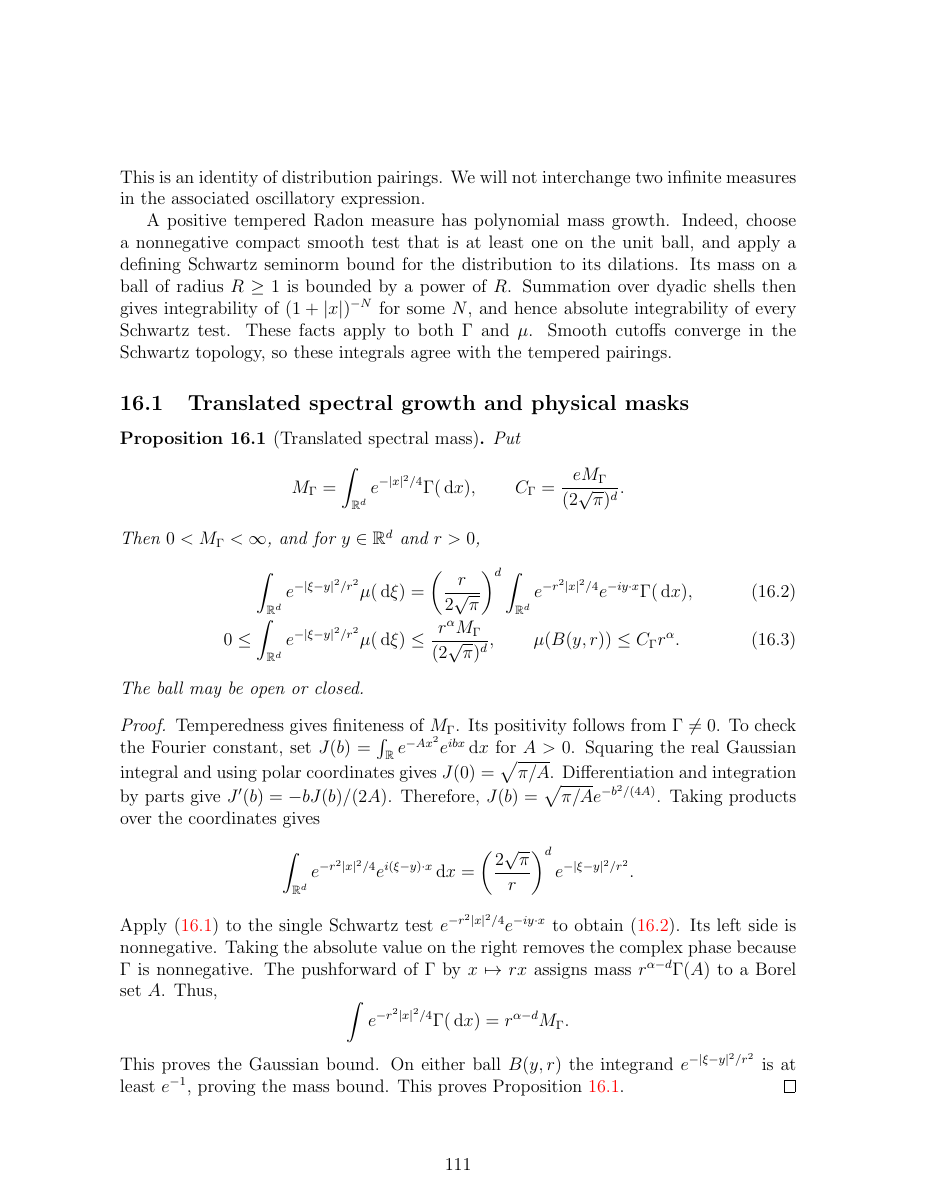 This is an identity of distribution pairings. We will not interchange two infinite measures
in the associated oscillatory expression.
A positive tempered Radon measure has polynomial mass growth. Indeed, choose
a nonnegative compact smooth test that is at least one on the unit ball, and apply a
defining Schwartz seminorm bound for the distribution to its dilations. Its mass on a
ball of radius R ≥ 1 is bounded by a power of R. Summation over dyadic shells then
gives integrability of (1 + |x|)^{−N} for some N, and hence absolute integrability of every
Schwartz test. These facts apply to both Γ and μ. Smooth cutoffs converge in the
Schwartz topology, so these integrals agree with the tempered pairings.
16.1 Translated spectral growth and physical masks
Proposition 16.1 (Translated spectral mass). Put
M_Γ = ∫_{ℝ^d} e^{−|x|²/4} Γ( dx), C_Γ = eM_Γ / (2√π)^d.
Then 0 < M_Γ < ∞, and for y ∈ ℝ^d and r > 0,
∫_{ℝ^d} e^{−|ξ−y|²/r²} μ( dξ) = (r / 2√π)^d ∫_{ℝ^d} e^{−r²|x|²/4} e^{−iy·x} Γ( dx), (16.2)
0 ≤ ∫_{ℝ^d} e^{−|ξ−y|²/r²} μ( dξ) ≤ r^α M_Γ / (2√π)^d, μ(B(y, r)) ≤ C_Γ r^α. (16.3)
The ball may be open or closed.
Proof. Temperedness gives finiteness of M_Γ. Its positivity follows from Γ ≠ 0. To check
the Fourier constant, set J(b) = ∫_ℝ e^{−Ax²} e^{ibx} dx for A > 0. Squaring the real Gaussian
integral and using polar coordinates gives J(0) = √(π/A). Differentiation and integration
by parts give J′(b) = −bJ(b)/(2A). Therefore, J(b) = √(π/A) e^{−b²/(4A)}. Taking products
over the coordinates gives
∫_{ℝ^d} e^{−r²|x|²/4} e^{i(ξ−y)·x} dx = (2√π / r)^d e^{−|ξ−y|²/r²}.
Apply (16.1) to the single Schwartz test e^{−r²|x|²/4} e^{−iy·x} to obtain (16.2). Its left side is
nonnegative. Taking the absolute value on the right removes the complex phase because
Γ is nonnegative. The pushforward of Γ by x ↦ rx assigns mass r^{α−d}Γ(A) to a Borel
set A. Thus,
∫ e^{−r²|x|²/4} Γ( dx) = r^{α−d} M_Γ.
This proves the Gaussian bound. On either ball B(y, r) the integrand e^{−|ξ−y|²/r²} is at
least e^{−1}, proving the mass bound. This proves Proposition 16.1. □
111